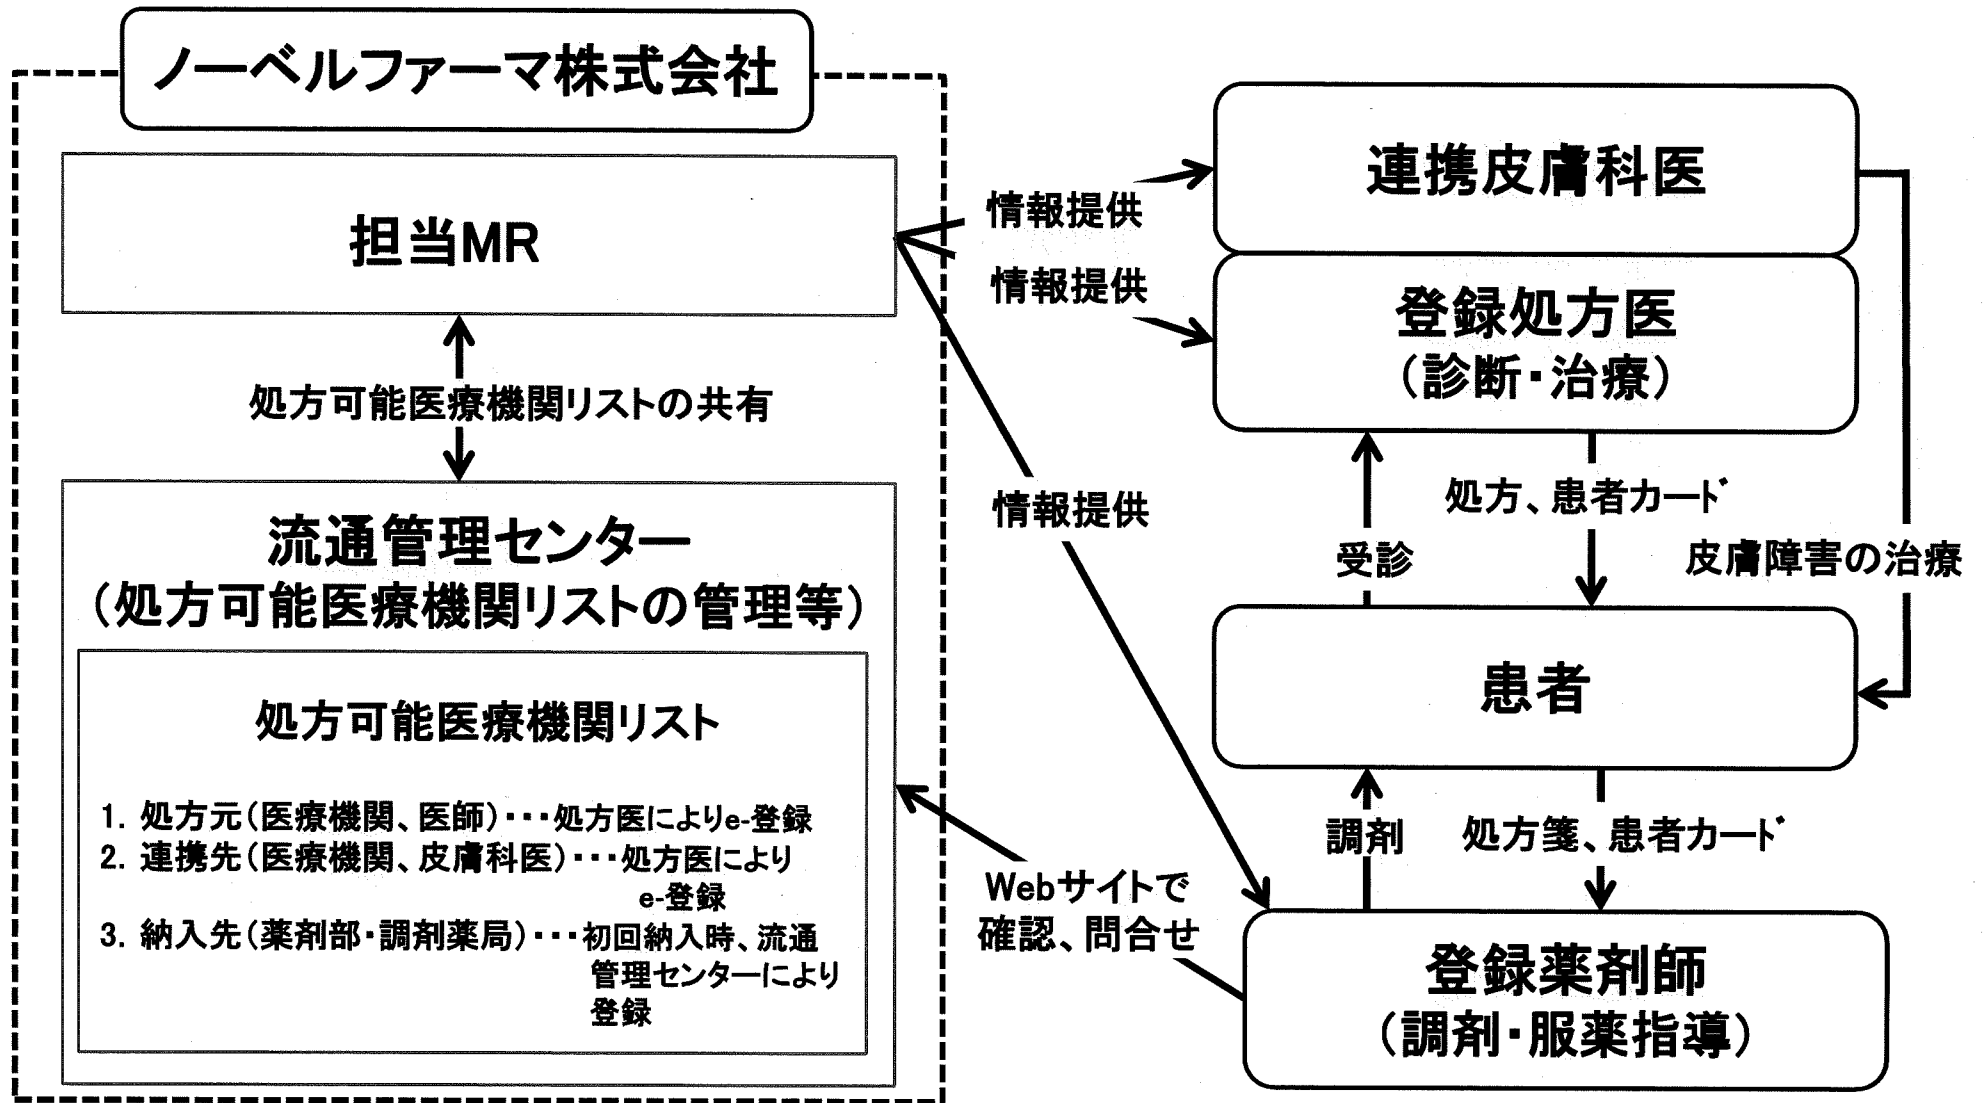 ノーベルファーマ株式会社
担当MR
処方可能医療機関リストの共有
流通管理センター
（処方可能医療機関リストの管理等）
処方可能医療機関リスト
1. 処方元（医療機関、医師）・・・処方医によりe-登録
2. 連携先（医療機関、皮膚科医）・・・処方医により
e-登録
3. 納入先（薬剤部・調剤薬局）・・・初回納入時、流通
管理センターにより
登録
情報提供
情報提供
情報提供
Webサイトで
確認、問合せ
連携皮膚科医
登録処方医
（診断・治療）
処方、患者カード
受診
皮膚障害の治療
患者
調剤
処方箋、患者カード
登録薬剤師
（調剤・服薬指導）